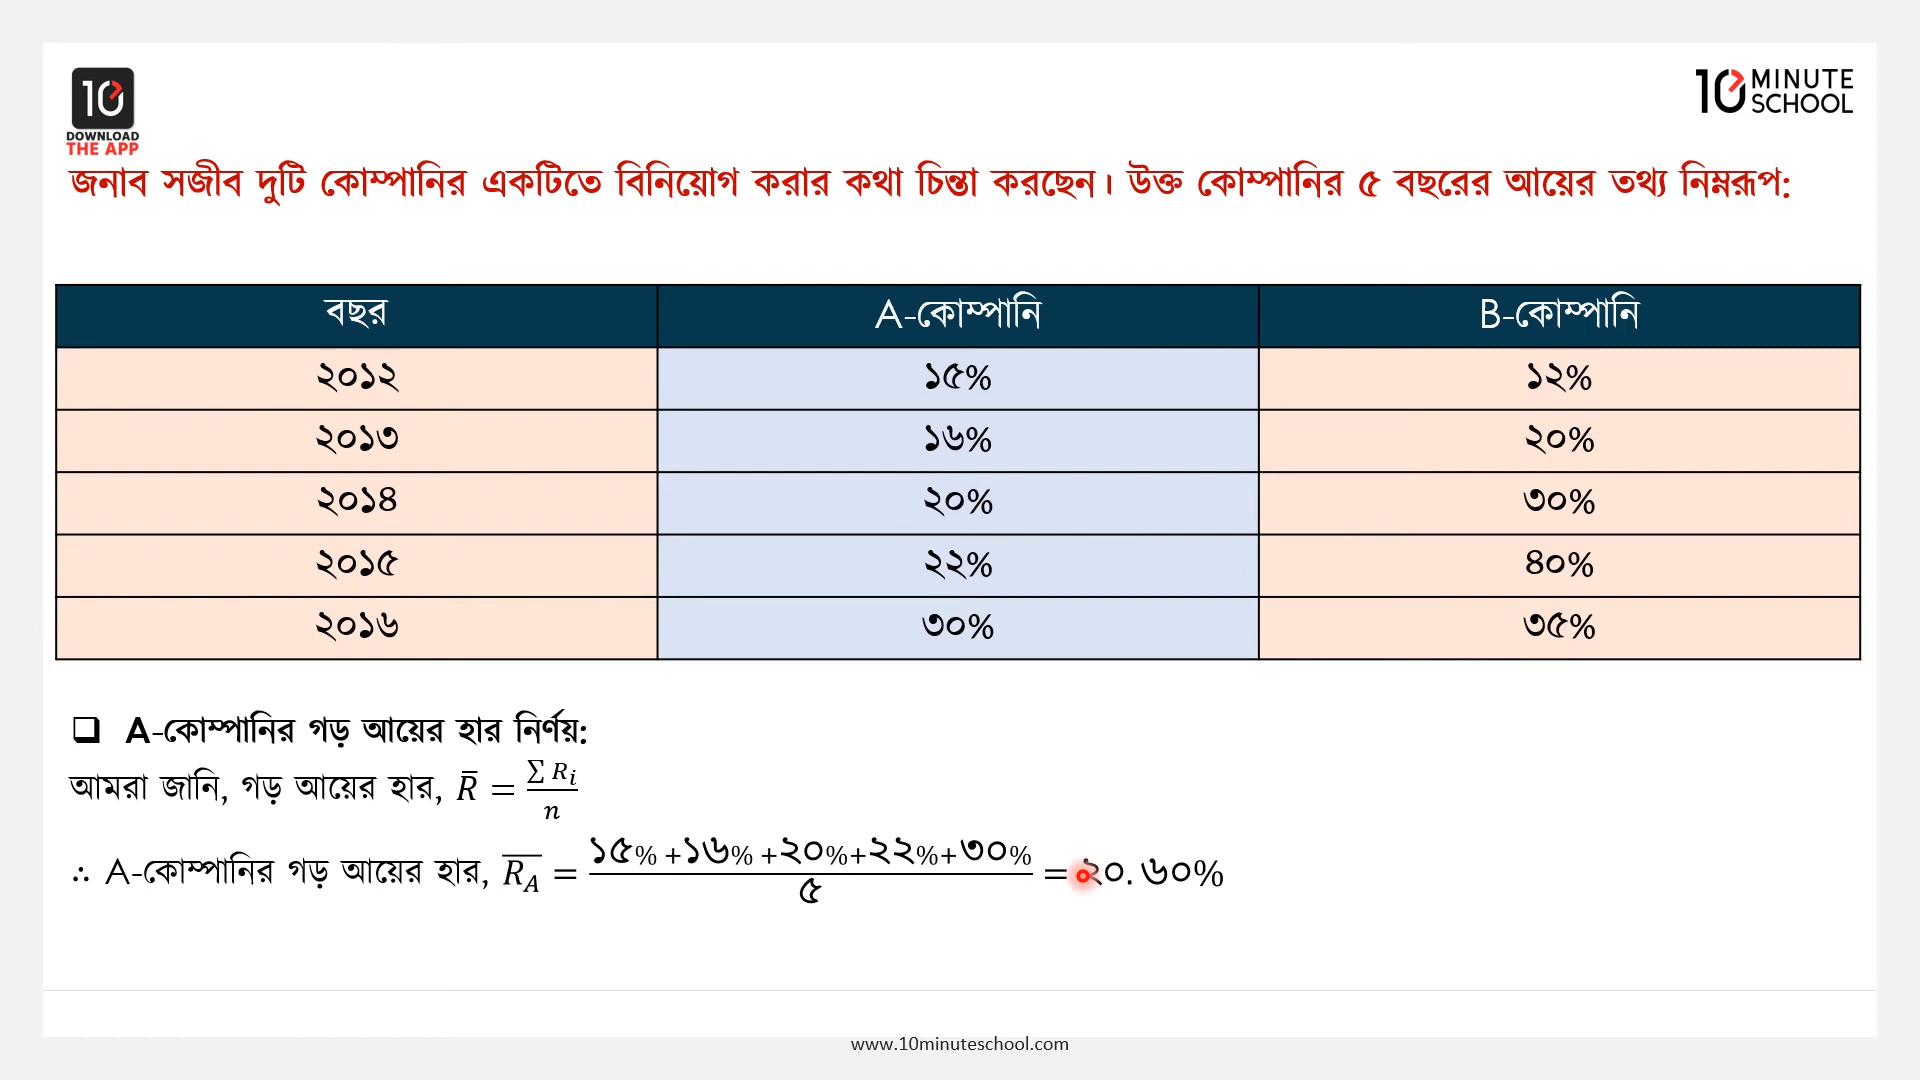 10
DOWNLOAD
THE APP
10 MINUTE
SCHOOL
জনাব সজীব দুটি কোম্পানির একটিতে বিনিয়োগ করার কথা চিন্তা করছেন। উক্ত কোম্পানির ৫ বছরের আয়ের তথ্য নিম্নরূপ:
বছর A-কোম্পানি B-কোম্পানি
২০১২ ১৫% ১২%
২০১৩ ১৬% ২০%
২০১৪ ২০% ৩০%
২০১৫ ২২% ৪০%
২০১৬ ৩০% ৩৫%
❑ A-কোম্পানির গড় আয়ের হার নির্ণয়:
আমরা জানি, গড় আয়ের হার, R̄ = ∑ Rᵢ / n
∴ A-কোম্পানির গড় আয়ের হার, R̄_A = ১৫% +১৬% +২০%+২২%+৩০% / ৫ = ২০.৬০%
www.10minuteschool.com